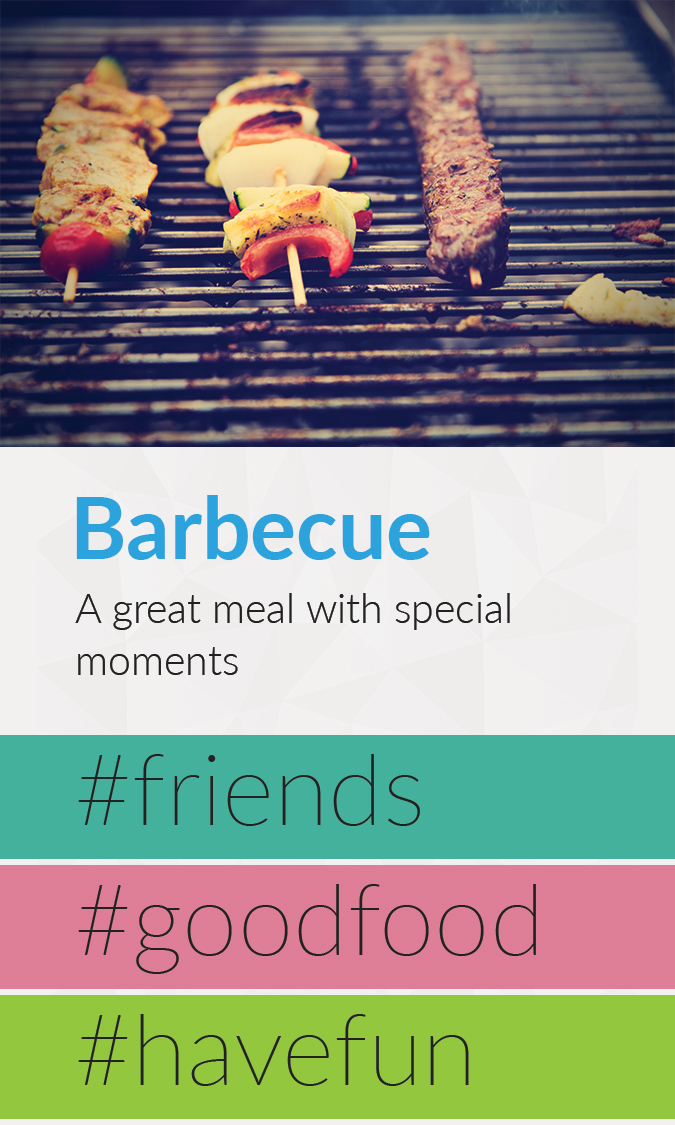 Barbecue
A great meal with special
moments
#friends
#goodfood
#havefun